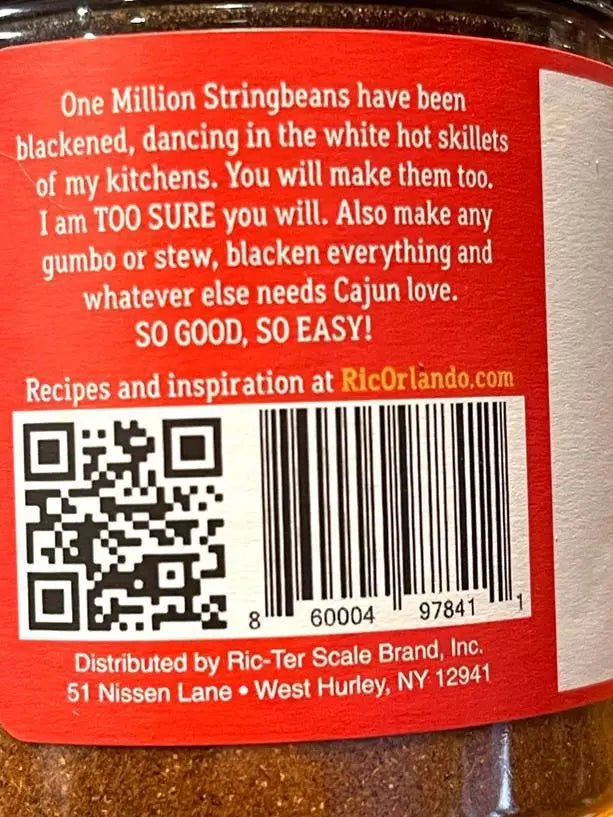 One Million Stringbeans have been
blackened, dancing in the white hot skillets
of my kitchens. You will make them too.
I am TOO SURE you will. Also make any
gumbo or stew, blacken everything and
whatever else needs Cajun love.
SO GOOD, SO EASY!
Recipes and inspiration at RicOrlando.com
8 60004 97841 1
Distributed by Ric-Ter Scale Brand, Inc.
51 Nissen Lane • West Hurley, NY 12941